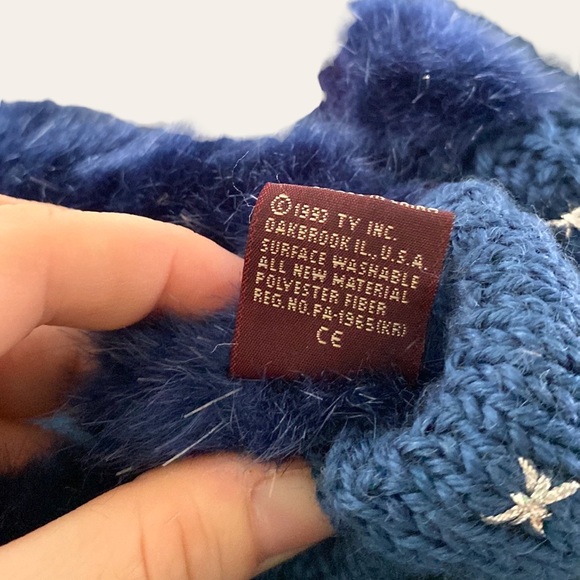 © 1993 TY INC.
OAKBROOK IL., U.S.A.
SURFACE WASHABLE
ALL NEW MATERIAL
POLYESTER FIBER
REG.NO.PA-1965(KR)
CE